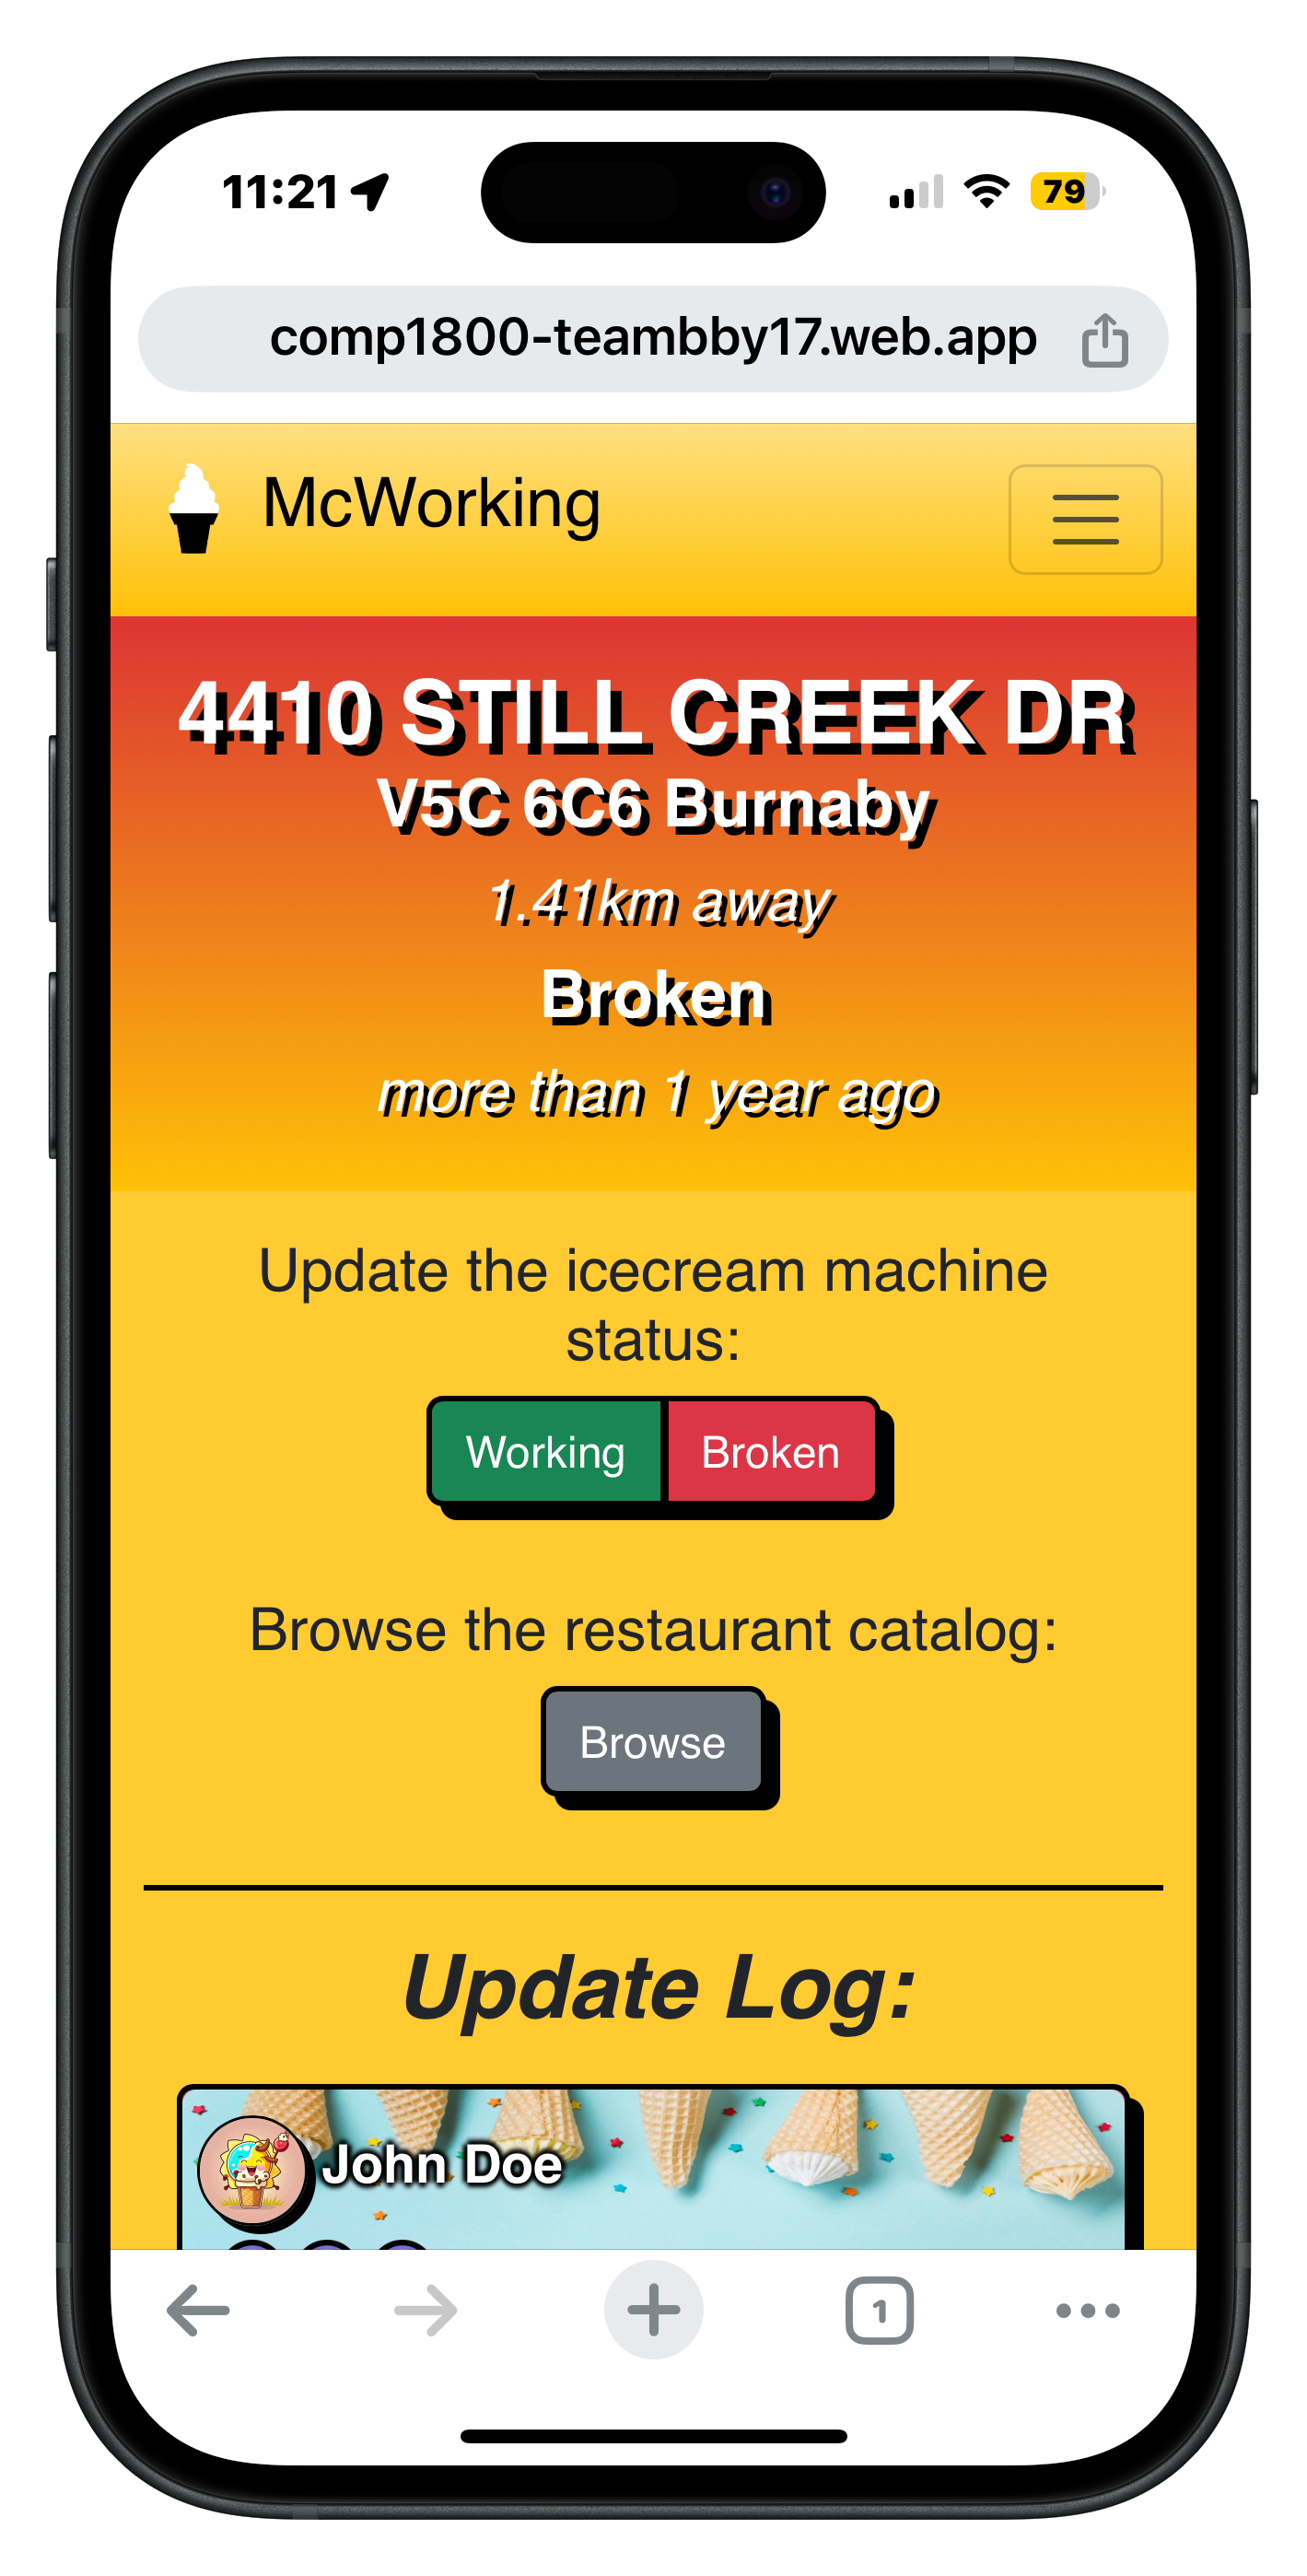 11:21
79
comp1800-teambby17.web.app
McWorking
4410 STILL CREEK DR
V5C 6C6 Burnaby
1.41km away
Broken
more than 1 year ago
Update the icecream machine
status:
Working Broken
Browse the restaurant catalog:
Browse
Update Log:
John Doe
1